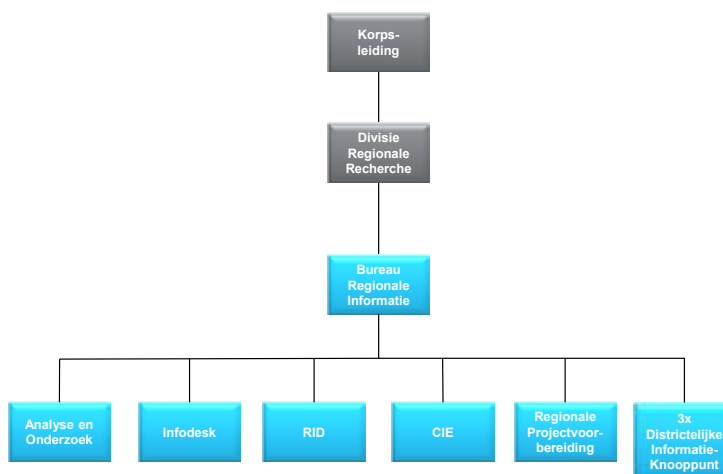 Korps-
leiding
Divisie
Regionale
Recherche
Bureau
Regionale
Informatie
Analyse en
Onderzoek
Infodesk
RID
CIE
Regionale
Projectvoor-
bereiding
3x
Districtelijke
Informatie-
Knooppunt